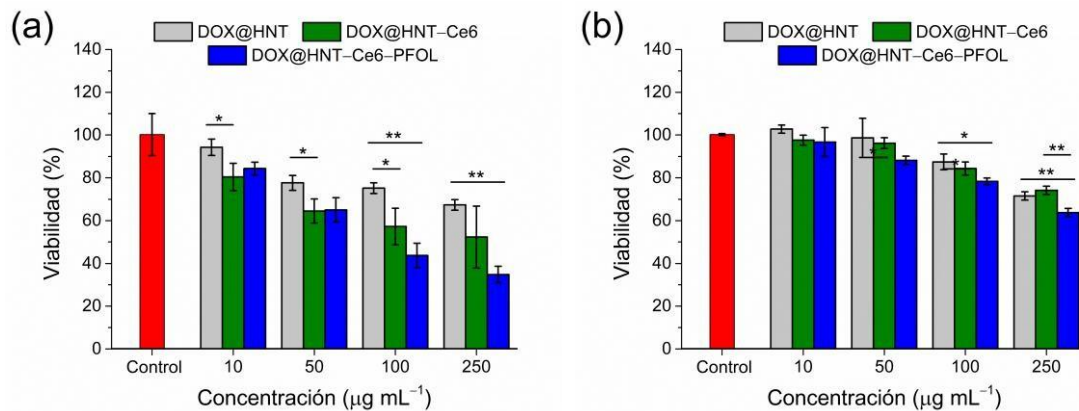 (a)
DOX@HNT DOX@HNT–Ce6
DOX@HNT–Ce6–PFOL
140
120
100
80
60
40
20
0
Viabilidad (%)
*
*
**
*
**
Control 10 50 100 250
Concentración (μg mL⁻¹)
(b)
DOX@HNT DOX@HNT–Ce6
DOX@HNT–Ce6–PFOL
140
120
100
80
60
40
20
0
Viabilidad (%)
*
*
*
**
**
Control 10 50 100 250
Concentración (μg mL⁻¹)